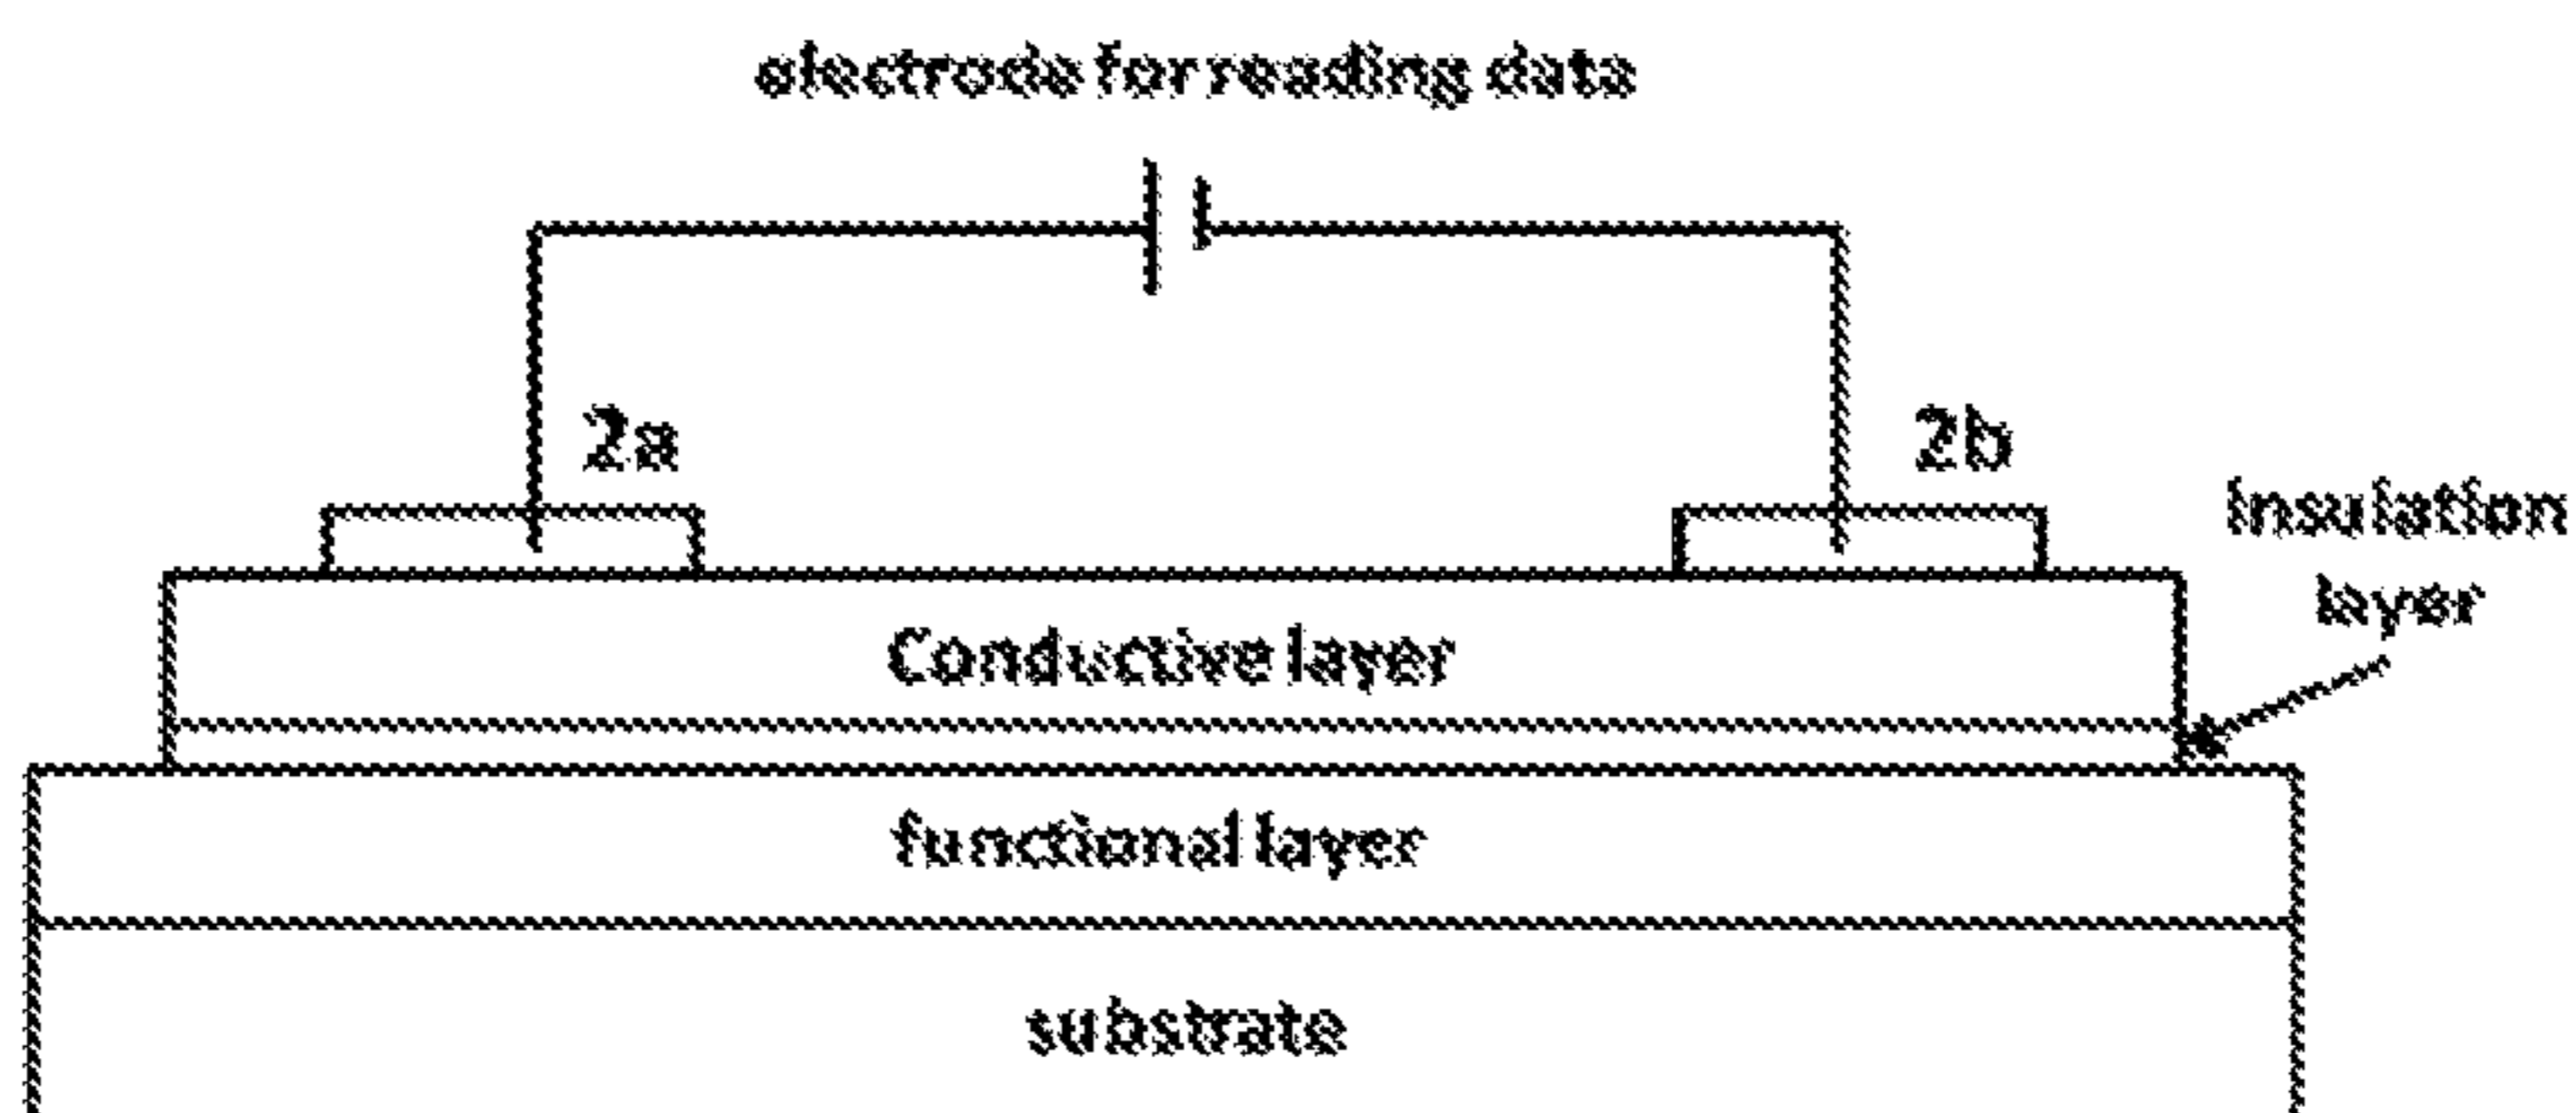 electrode for reading data
2a
2b
Insulation
layer
Conductive layer
functional layer
substrate